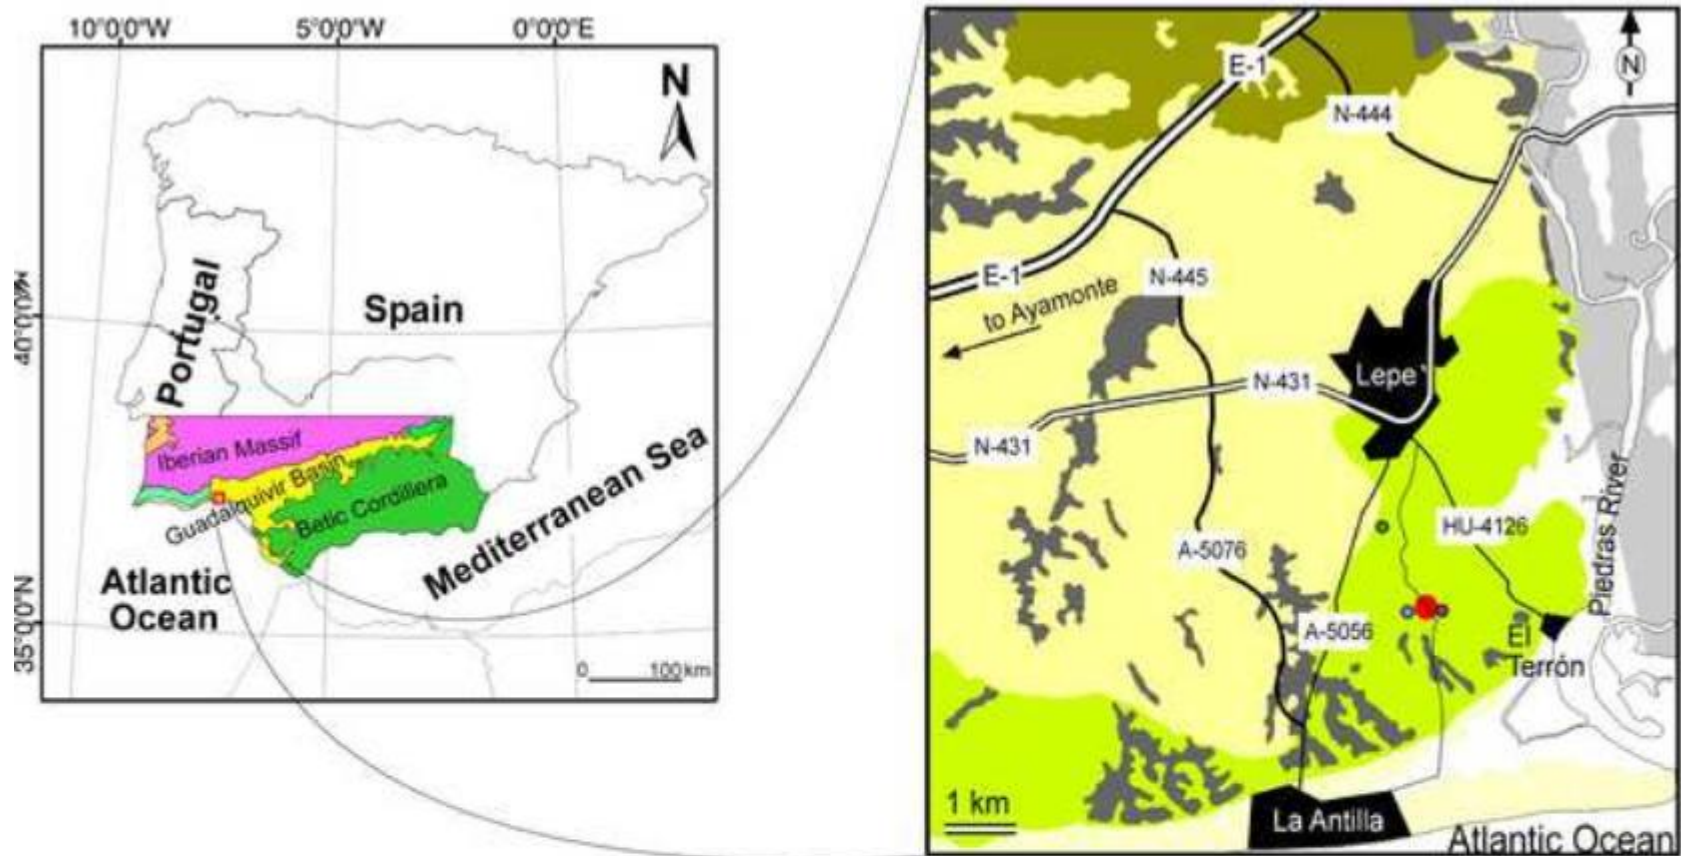 10°0'0"W 5°0'0"W 0°0'0"E
N
40°0'0"N
Portugal
Spain
Iberian Massif
Guadalquivir Basin
Betic Cordillera
Mediterranean Sea
Atlantic
Ocean
35°0'0"N
0 100 km
E-1
N
N-444
E-1
N-445
to Ayamonte
Lepe
N-431
N-431
HU-4126
Piedras River
A-5076
A-5056
El
Terrón
1 km
La Antilla
Atlantic Ocean